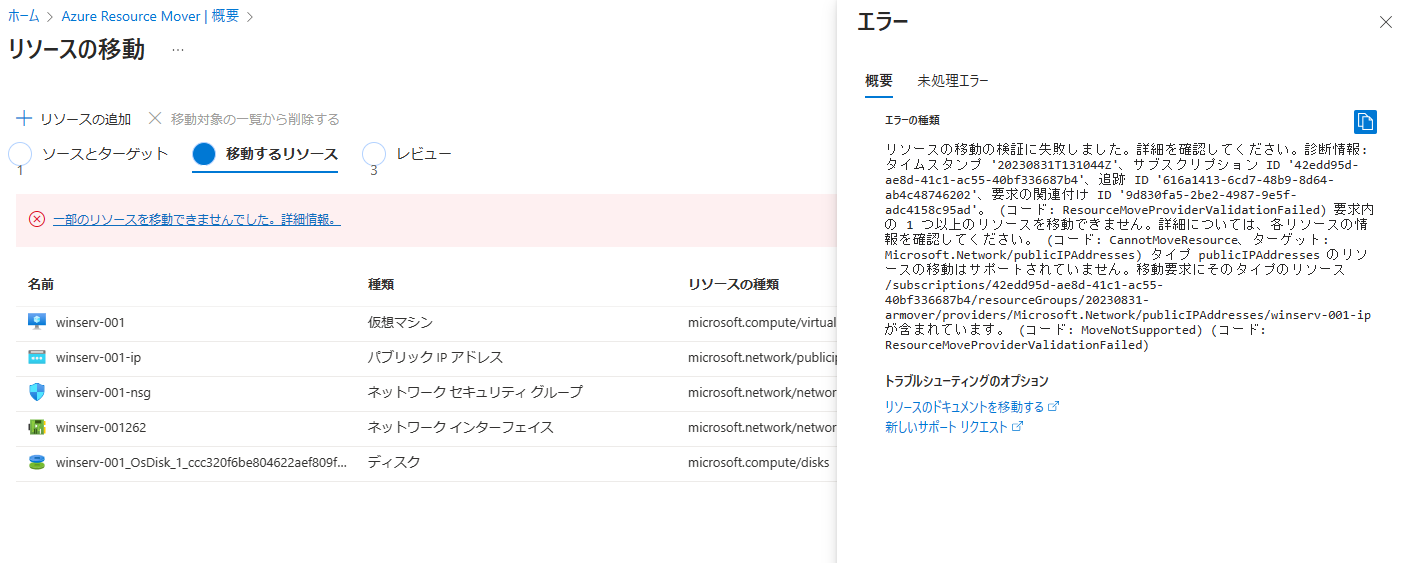 ホーム > Azure Resource Mover | 概要 >
リソースの移動 …
＋ リソースの追加 × 移動対象の一覧から削除する
1 ソースとターゲット 移動するリソース 3 レビュー
一部のリソースを移動できませんでした。詳細情報。
名前 種類 リソースの種類
winserv-001 仮想マシン microsoft.compute/virtual
winserv-001-ip パブリック IP アドレス microsoft.network/publicip
winserv-001-nsg ネットワーク セキュリティ グループ microsoft.network/networ
winserv-001262 ネットワーク インターフェイス microsoft.network/networ
winserv-001_OsDisk_1_ccc320f6be804622aef809f... ディスク microsoft.compute/disks
エラー
概要 未処理エラー
エラーの種類
リソースの移動の検証に失敗しました。詳細を確認してください。診断情報:
タイムスタンプ '20230831T131044Z'、サブスクリプション ID '42edd95d-
ae8d-41c1-ac55-40bf336687b4'、追跡 ID '616a1413-6cd7-48b9-8d64-
ab4c48746202'、要求の関連付け ID '9d830fa5-2be2-4987-9e5f-
adc4158c95ad'。 (コード: ResourceMoveProviderValidationFailed) 要求内
の 1 つ以上のリソースを移動できません。詳細については、各リソースの情
報を確認してください。 (コード: CannotMoveResource、ターゲット:
Microsoft.Network/publicIPAddresses) タイプ publicIPAddresses のリソ
ースの移動はサポートされていません。移動要求にそのタイプのリソース
/subscriptions/42edd95d-ae8d-41c1-ac55-
40bf336687b4/resourceGroups/20230831-
armover/providers/Microsoft.Network/publicIPAddresses/winserv-001-ip
が含まれています。 (コード: MoveNotSupported) (コード:
ResourceMoveProviderValidationFailed)
トラブルシューティングのオプション
リソースのドキュメントを移動する
新しいサポート リクエスト